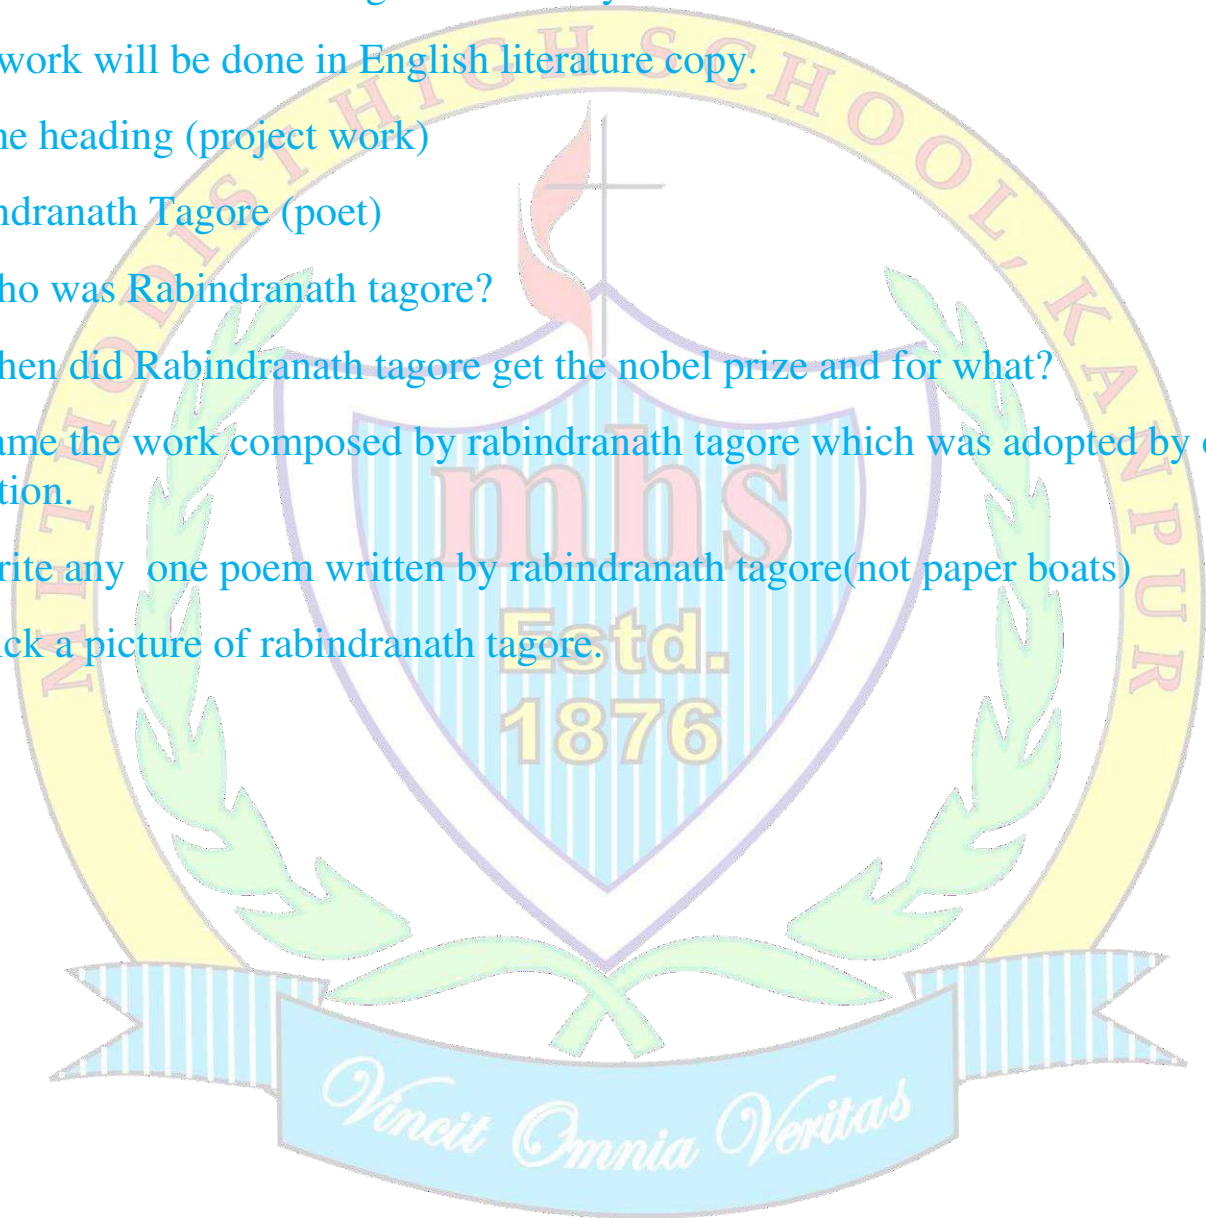 work will be done in English literature copy.
ne heading (project work)
ndranath Tagore (poet)
ho was Rabindranath tagore?
hen did Rabindranath tagore get the nobel prize and for what?
ame the work composed by rabindranath tagore which was adopted by
tion.
rite any one poem written by rabindranath tagore(not paper boats)
ick a picture of rabindranath tagore.
METHODIST HIGH SCHOOL, KANPUR
mhs
Estd.
1876
Vincit Omnia Veritas